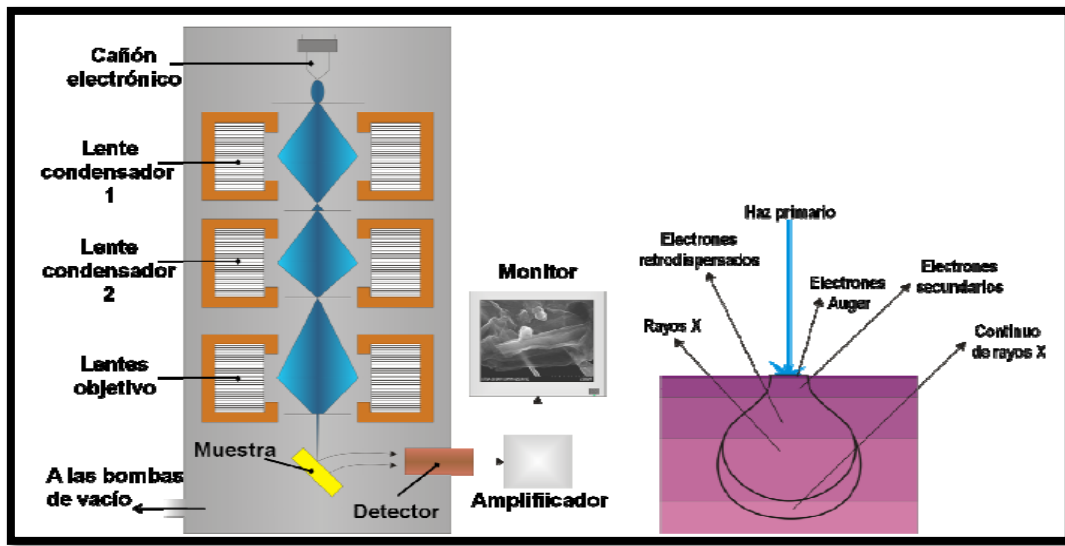 Cañón
electrónico
Lente
condensador
1
Lente
condensador
2
Lentes
objetivo
Muestra
A las bombas
de vacío
Detector
Monitor
Amplifiicador
Haz primario
Electrones
retrodispersados
Electrones
Auger
Electrones
secundarios
Rayos X
Continuo
de rayos X